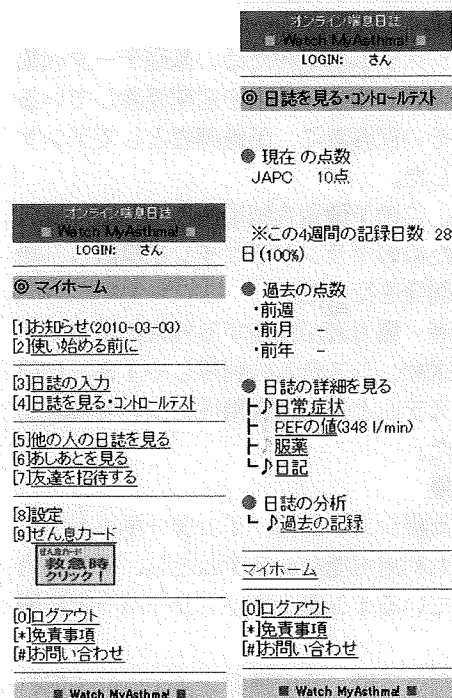 オンライン喘息日誌
Watch MyAsthma!
LOGIN: さん
◎ マイホーム
[1]お知らせ(2010-03-03)
[2]使い始める前に
[3]日誌の入力
[4]日誌を見る・コントロールテスト
[5]他の人の日誌を見る
[6]あしあとを見る
[7]友達を招待する
[8]設定
[9]ぜん息カード
ぜん息カード
救急時
クリック!
[0]ログアウト
[*]免責事項
[#]お問い合わせ
Watch MyAsthma!
オンライン喘息日誌
Watch MyAsthma!
LOGIN: さん
◎ 日誌を見る・コントロールテスト
● 現在 の点数
JAPC 10点
※この4週間の記録日数 28
日(100%)
● 過去の点数
・前週
・前月 -
・前年 -
● 日誌の詳細を見る
├♪日常症状
├ PEFの値(348 l/min)
├♪服薬
└♪日記
● 日誌の分析
└ ♪過去の記録
マイホーム
[0]ログアウト
[*]免責事項
[#]お問い合わせ
Watch MyAsthma!